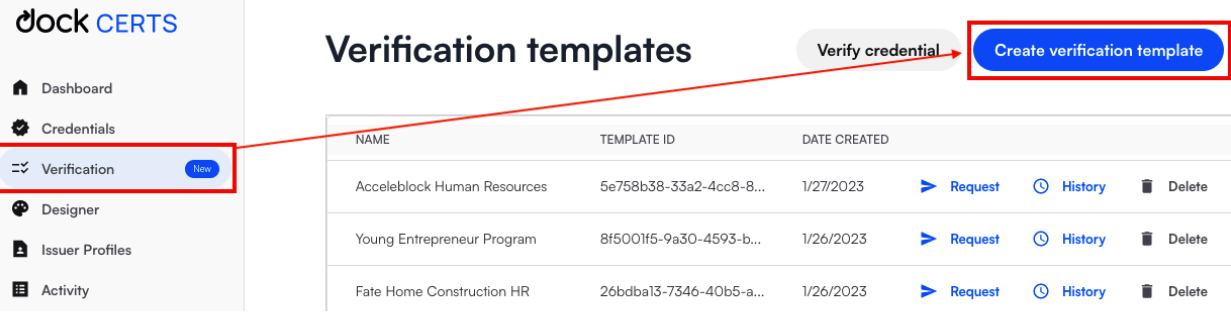 dock CERTS
Dashboard
Credentials
Verification New
Designer
Issuer Profiles
Activity
Verification templates
Verify credential
Create verification template
NAME TEMPLATE ID DATE CREATED
Acceleblock Human Resources 5e758b38-33a2-4cc8-8... 1/27/2023 Request History Delete
Young Entrepreneur Program 8f5001f5-9a30-4593-b... 1/26/2023 Request History Delete
Fate Home Construction HR 26bdba13-7346-40b5-a... 1/26/2023 Request History Delete